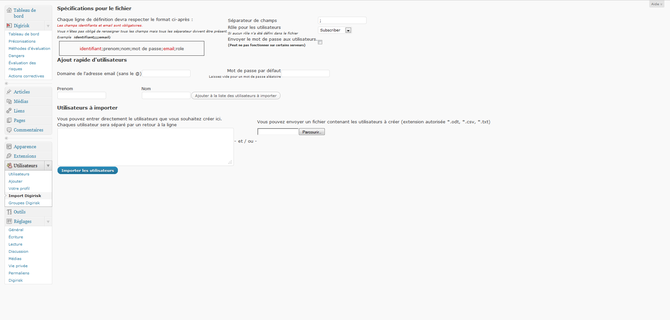 Aide
Tableau de bord
Digirisk
Tableau de bord
Préconisations
Méthodes d'évaluation
Dangers
Évaluation des risques
Actions correctives
Articles
Médias
Liens
Pages
Commentaires
Apparence
Extensions
Utilisateurs
Utilisateurs
Ajouter
Votre profil
Import Digirisk
Groupes Digirisk
Outils
Réglages
Général
Écriture
Lecture
Discussion
Médias
Vie privée
Permaliens
Digirisk
Spécifications pour le fichier
Chaque ligne de définition devra respecter le format ci-après :
Les champs identifiants et email sont obligatoires.
Vous n'êtes pas obligé de renseigner tous les champs mais tous les séparateur doivent être présent
Exemple : identifiant;;;;email;
identifiant;prenom;nom;mot de passe;email;role
Séparateur de champs
;
Rôle pour les utilisateurs
Si aucun rôle n'a été défini dans le fichier
Subscriber
Envoyer le mot de passe aux utilisateurs
(Peut ne pas fonctionner sur certains serveurs)
Ajout rapide d'utilisateurs
Domaine de l'adresse email (sans le @)
Mot de passe par défaut
Laissez vide pour un mot de passe aléatoire
Prenom
Nom
Ajouter à la liste des utilisateurs à importer
Utilisateurs à importer
Vous pouvez entrer directement le utilisateurs que vous souhaitez créer ici.
Chaques utilisateur sera séparé par un retour à la ligne
- et / ou -
Vous pouvez envoyer un fichier contenant les utilisateurs à créer (extension autorisée *.odt, *.csv, *.txt)
Parcourir...
Importer les utilisateurs